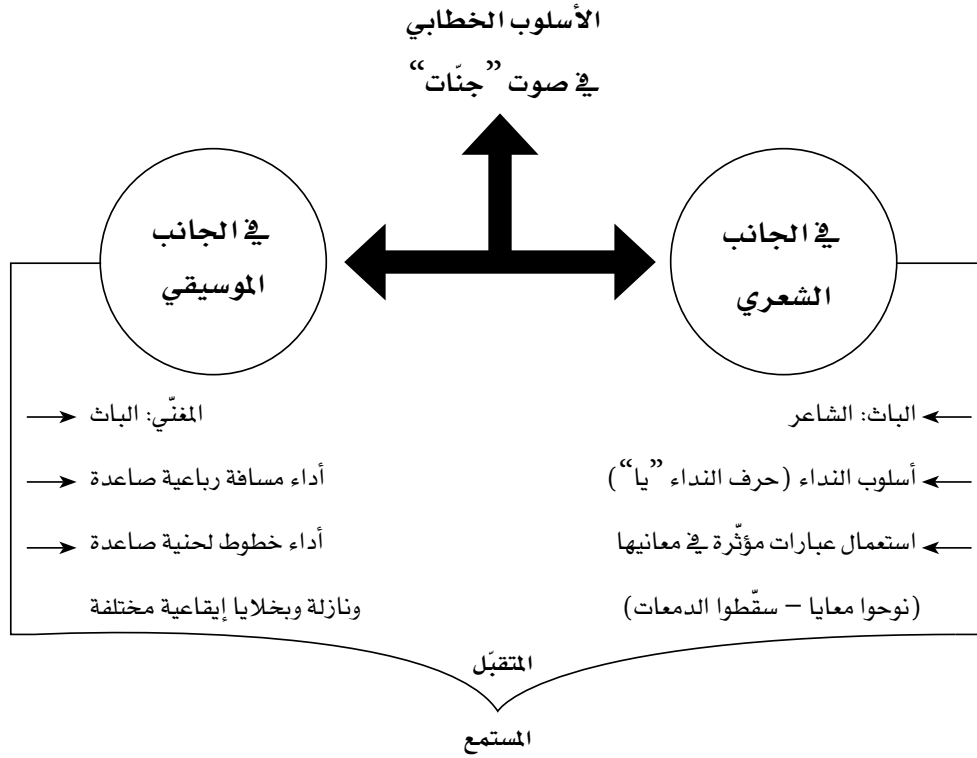 الأسلوب الخطابي
في صوت ”جنّات“
في الجانب
الشعري
في الجانب
الموسيقي
الباث: الشاعر
أسلوب النداء (حرف النداء ”يا“)
استعمال عبارات مؤثّرة في معانيها
(نوحوا معايا – سقّطوا الدمعات)
المغنّي: الباث
أداء مسافة رباعية صاعدة
أداء خطوط لحنية صاعدة
ونازلة وبخلايا إيقاعية مختلفة
المتقبّل
المستمع